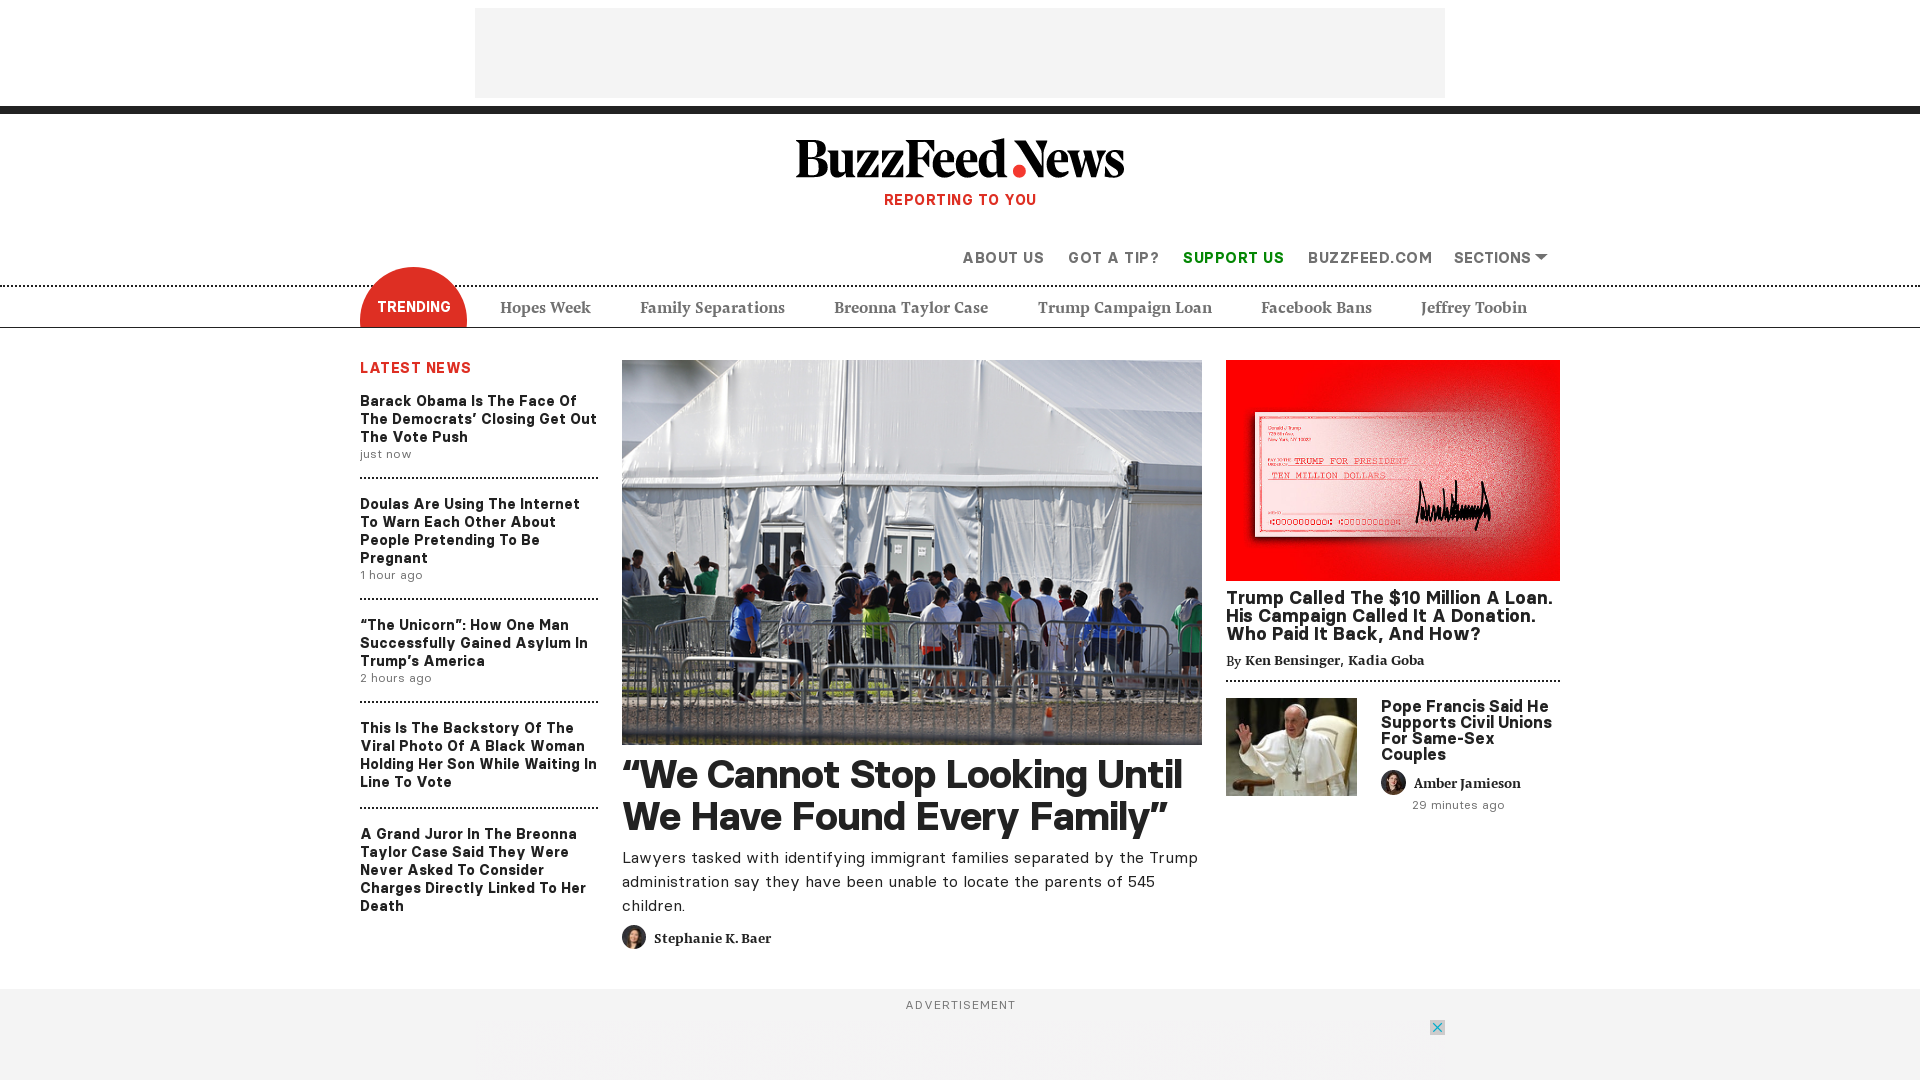 BuzzFeed News
REPORTING TO YOU
ABOUT US GOT A TIP? SUPPORT US BUZZFEED.COM SECTIONS
TRENDING Hopes Week Family Separations Breonna Taylor Case Trump Campaign Loan Facebook Bans Jeffrey Toobin
LATEST NEWS
Barack Obama Is The Face Of
The Democrats’ Closing Get Out
The Vote Push
just now
Doulas Are Using The Internet
To Warn Each Other About
People Pretending To Be
Pregnant
1 hour ago
“The Unicorn”: How One Man
Successfully Gained Asylum In
Trump’s America
2 hours ago
This Is The Backstory Of The
Viral Photo Of A Black Woman
Holding Her Son While Waiting In
Line To Vote
A Grand Juror In The Breonna
Taylor Case Said They Were
Never Asked To Consider
Charges Directly Linked To Her
Death
“We Cannot Stop Looking Until
We Have Found Every Family”
Lawyers tasked with identifying immigrant families separated by the Trump
administration say they have been unable to locate the parents of 545
children.
Stephanie K. Baer
Donald J Trump
TRUMP FOR PRESIDENT
TEN MILLION DOLLARS
Trump Called The $10 Million A Loan.
His Campaign Called It A Donation.
Who Paid It Back, And How?
By Ken Bensinger, Kadia Goba
Pope Francis Said He
Supports Civil Unions
For Same-Sex
Couples
Amber Jamieson
29 minutes ago
ADVERTISEMENT